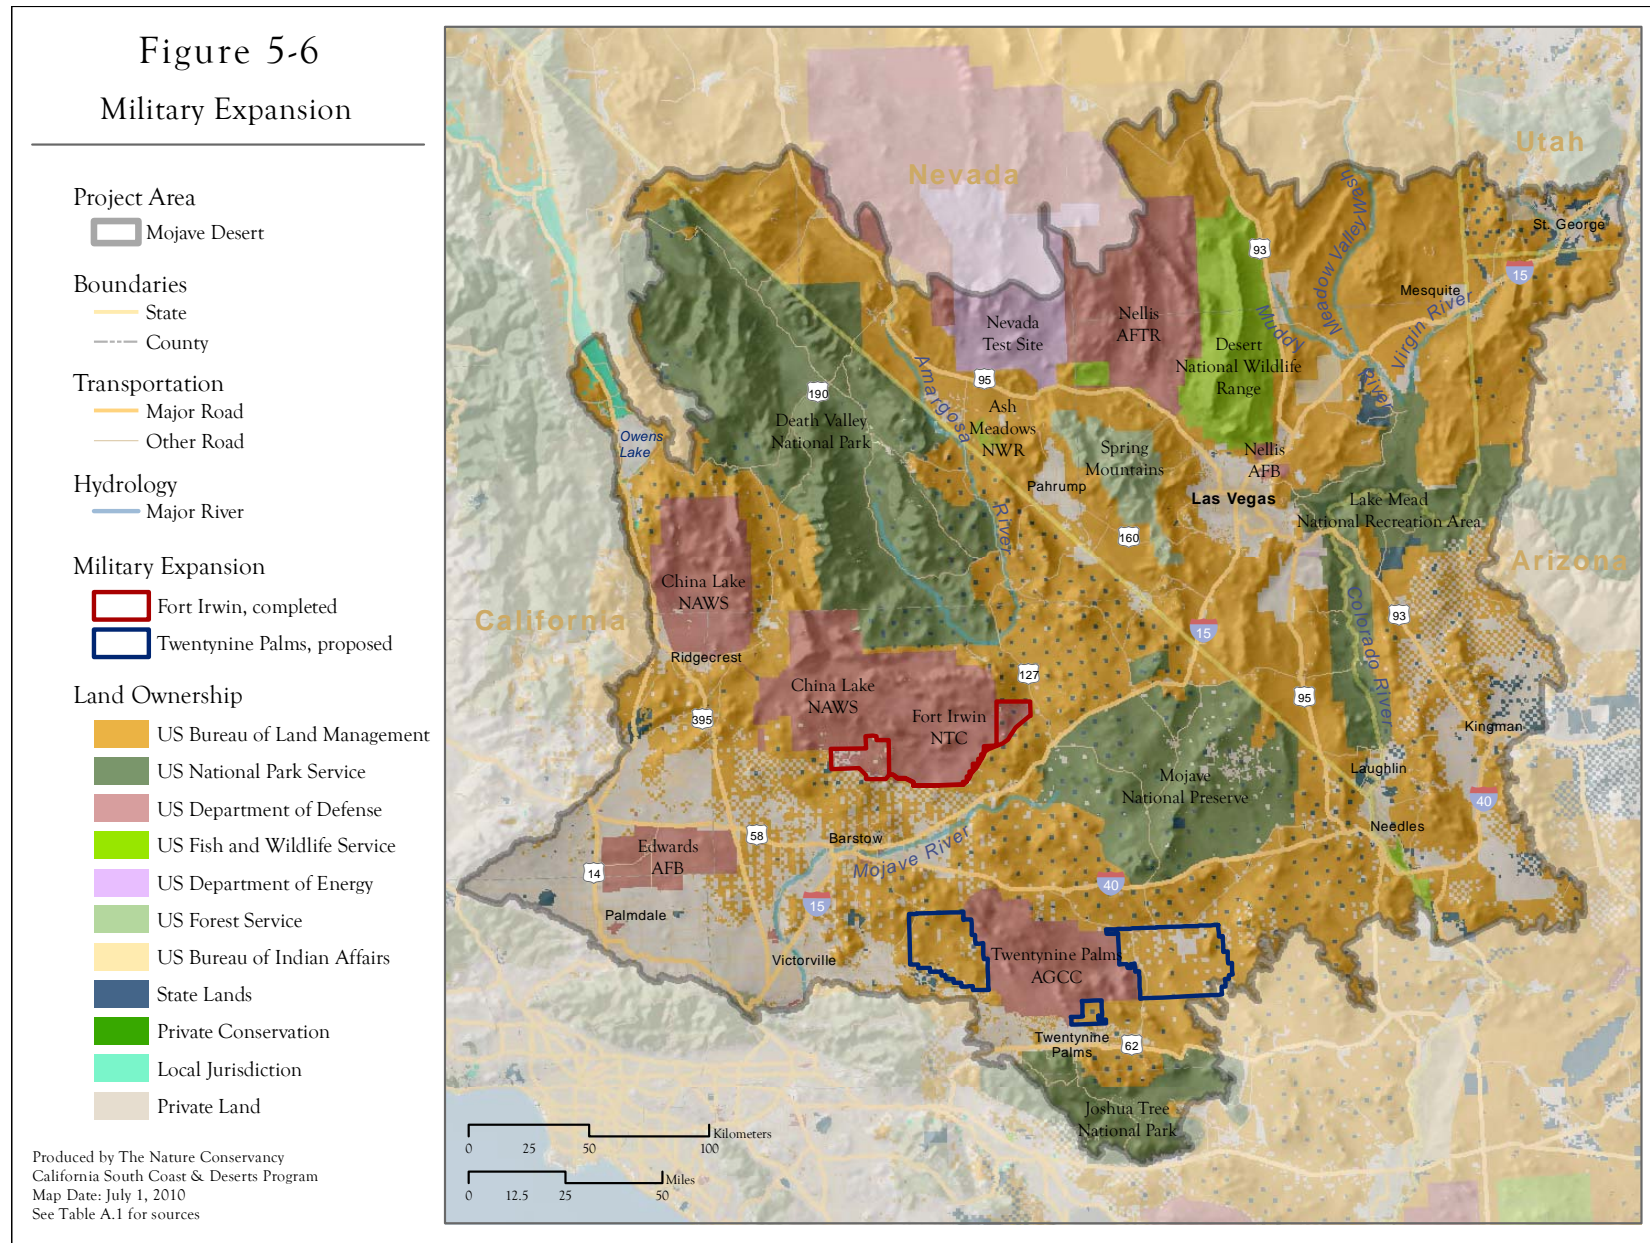 Figure 5-6
Military Expansion
Project Area
Mojave Desert
Boundaries
State
County
Transportation
Major Road
Other Road
Hydrology
Major River
Military Expansion
Fort Irwin, completed
Twentynine Palms, proposed
Land Ownership
US Bureau of Land Management
US National Park Service
US Department of Defense
US Fish and Wildlife Service
US Department of Energy
US Forest Service
US Bureau of Indian Affairs
State Lands
Private Conservation
Local Jurisdiction
Private Land
Produced by The Nature Conservancy
California South Coast & Deserts Program
Map Date: July 1, 2010
See Table A.1 for sources
Utah
Nevada
Meadow Valley Wash
St. George
93
15
Mesquite
Virgin River
Muddy
River
Nellis
AFTR
Nevada
Test Site
Desert
National Wildlife
Range
Amargosa
River
95
190
Death Valley
National Park
Ash
Meadows
NWR
Owens
Lake
Spring
Mountains
Nellis
AFB
Pahrump
Las Vegas
Lake Mead
National Recreation Area
160
Arizona
China Lake
NAWS
California
Colorado River
93
15
Ridgecrest
127
China Lake
NAWS
95
395
Fort Irwin
NTC
Kingman
Laughlin
Mojave
National Preserve
40
Needles
58
Barstow
Mojave River
Edwards
AFB
14
40
15
Palmdale
Victorville
Twentynine Palms
AGCC
Twentynine
Palms
62
Joshua Tree
National Park
Kilometers
0 25 50 100
Miles
0 12.5 25 50